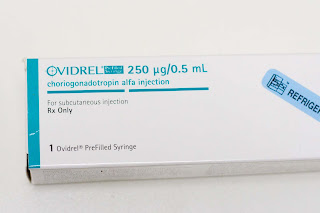 OVIDREL® 250 µg/0.5 mL
choriogonadotropin alfa injection
For subcutaneous injection
Rx Only
1 Ovidrel® PreFilled Syringe
REFRIGE